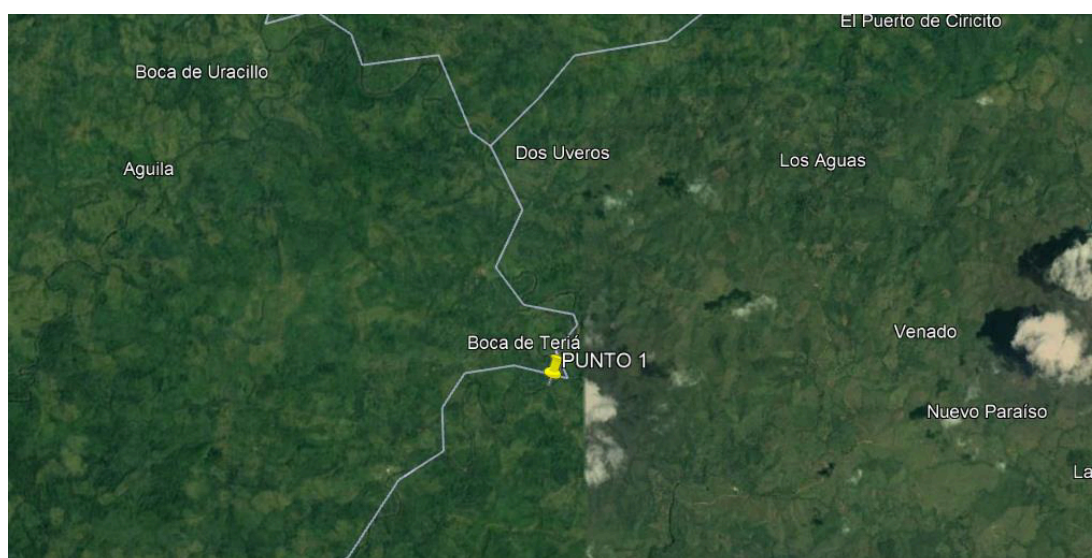 El Puerto de Ciricito
Boca de Uracillo
Dos Uveros
Los Aguas
Aguila
Venado
Boca de Teriá
PUNTO 1
Nuevo Paraíso
La